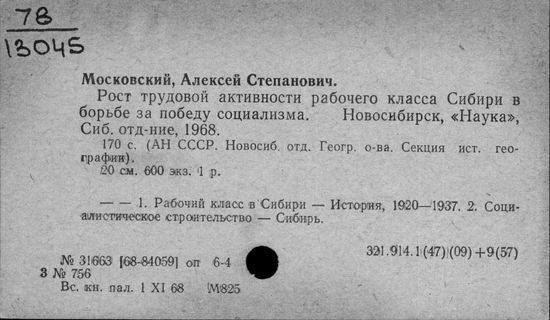 78
13045
Московский, Алексей Степанович.
Рост трудовой активности рабочего класса Сибири в
борьбе за победу социализма. Новосибирск, «Наука»,
Сиб. отд-ние, 1968.
170 с. (АН СССР. Новосиб. отд. Геогр. о-ва. Секция ист. гео-
графии).
20 см. 600 экз. 1 р.
— — 1. Рабочий класс в Сибири — История, 1920—1937. 2. Соци-
алистическое строительство — Сибирь.
321.914.1(47)(09)+9(57)
№ 31663 [68-84059] оп 6-4
З № 756
Вс. кн. пал. 1 XI 68 М825